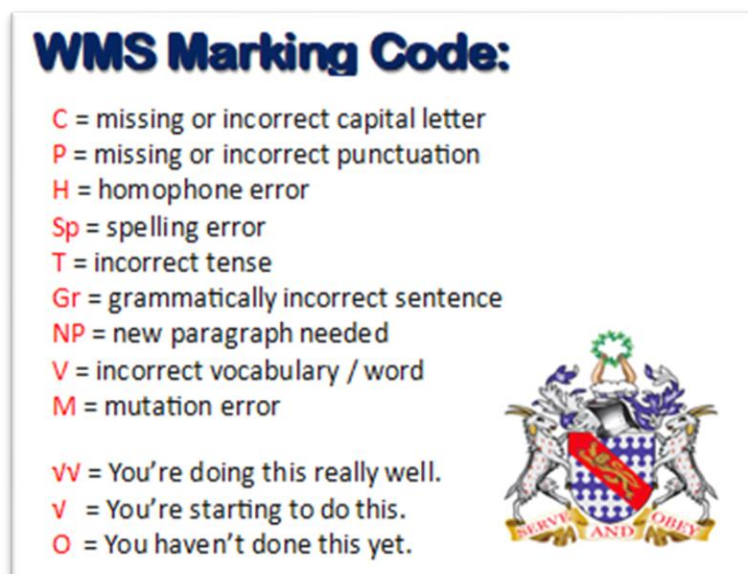 WMS Marking Code:
C = missing or incorrect capital letter
P = missing or incorrect punctuation
H = homophone error
Sp = spelling error
T = incorrect tense
Gr = grammatically incorrect sentence
NP = new paragraph needed
V = incorrect vocabulary / word
M = mutation error
√√ = You’re doing this really well.
√ = You’re starting to do this.
O = You haven’t done this yet.
SERVE AND OBEY